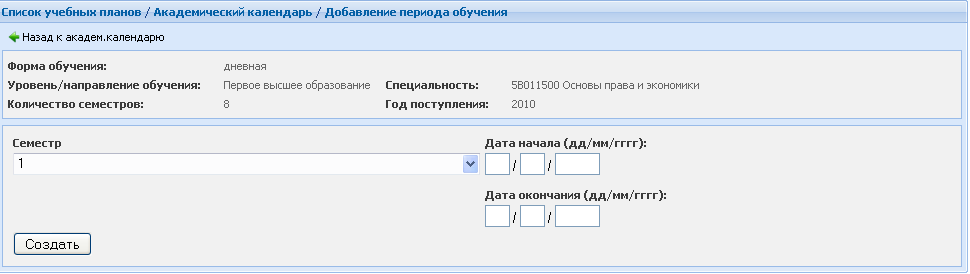 Список учебных планов / Академический календарь / Добавление периода обучения
Назад к академ.календарю
Форма обучения: дневная
Уровень/направление обучения: Первое высшее образование Специальность: 5B011500 Основы права и экономики
Количество семестров: 8 Год поступления: 2010
Семестр Дата начала (дд/мм/гггг):
1 / /
Дата окончания (дд/мм/гггг):
/ /
Создать